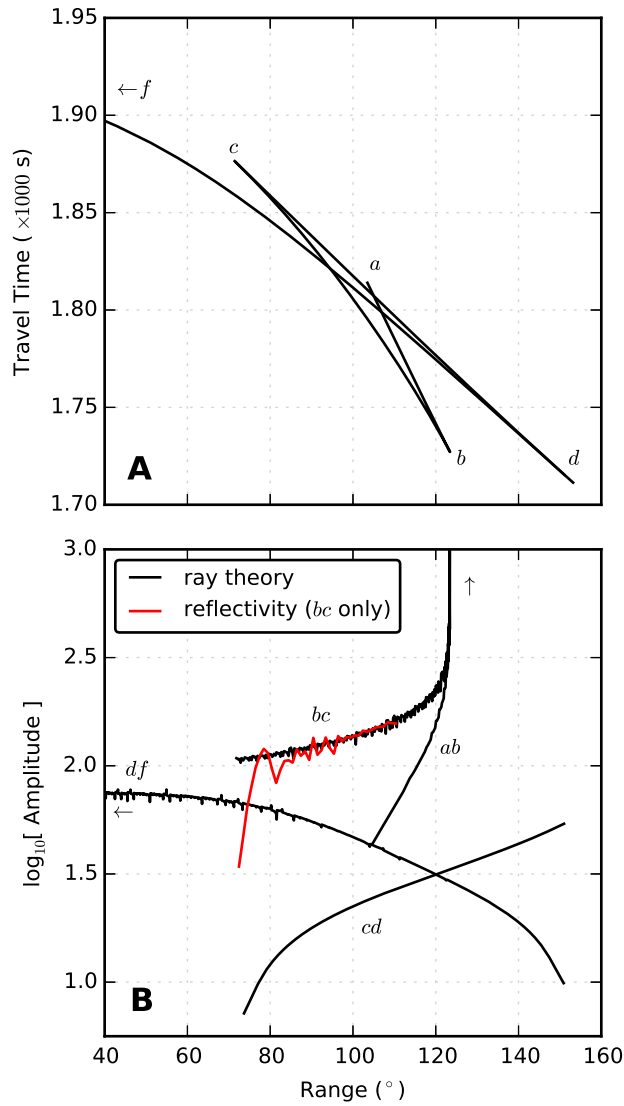 1.95
1.90
1.85
1.80
1.75
1.70
Travel Time ( ×1000 s)
←f
c
a
b
d
A
3.0
2.5
2.0
1.5
1.0
log₁₀[ Amplitude ]
ray theory
reflectivity (bc only)
↑
bc
ab
df
←
cd
B
40 60 80 100 120 140 160
Range (°)